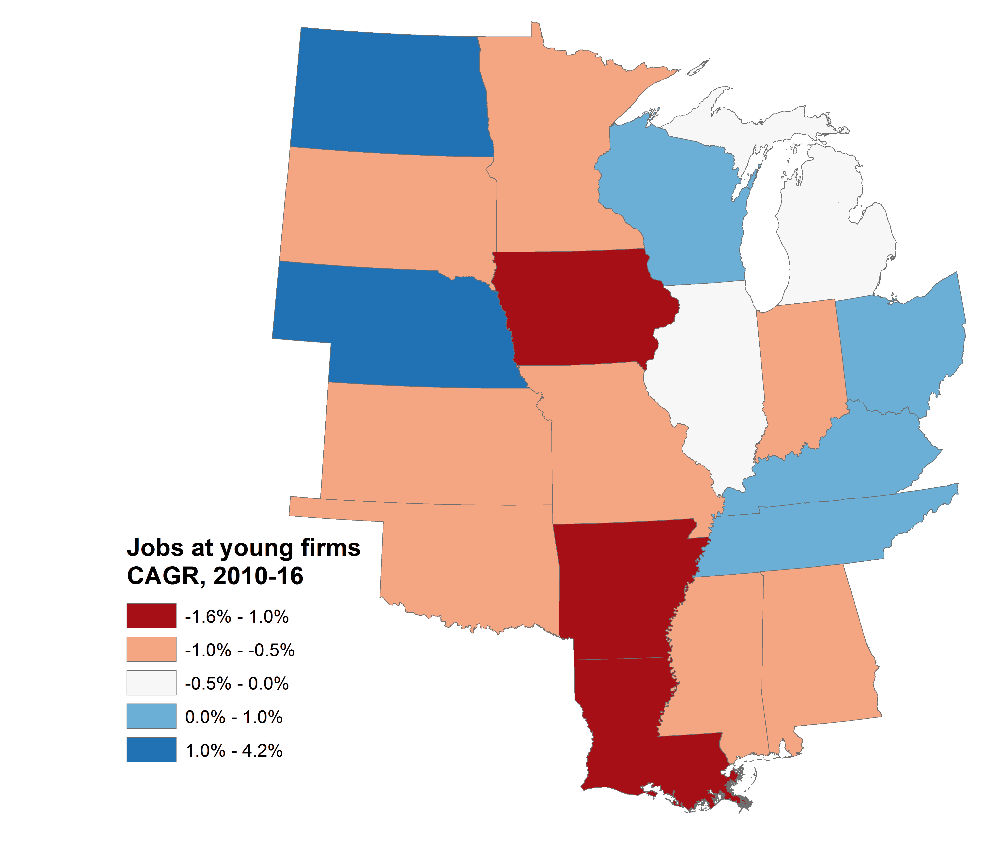 Jobs at young firms
CAGR, 2010-16
-1.6% - 1.0%
-1.0% - -0.5%
-0.5% - 0.0%
0.0% - 1.0%
1.0% - 4.2%